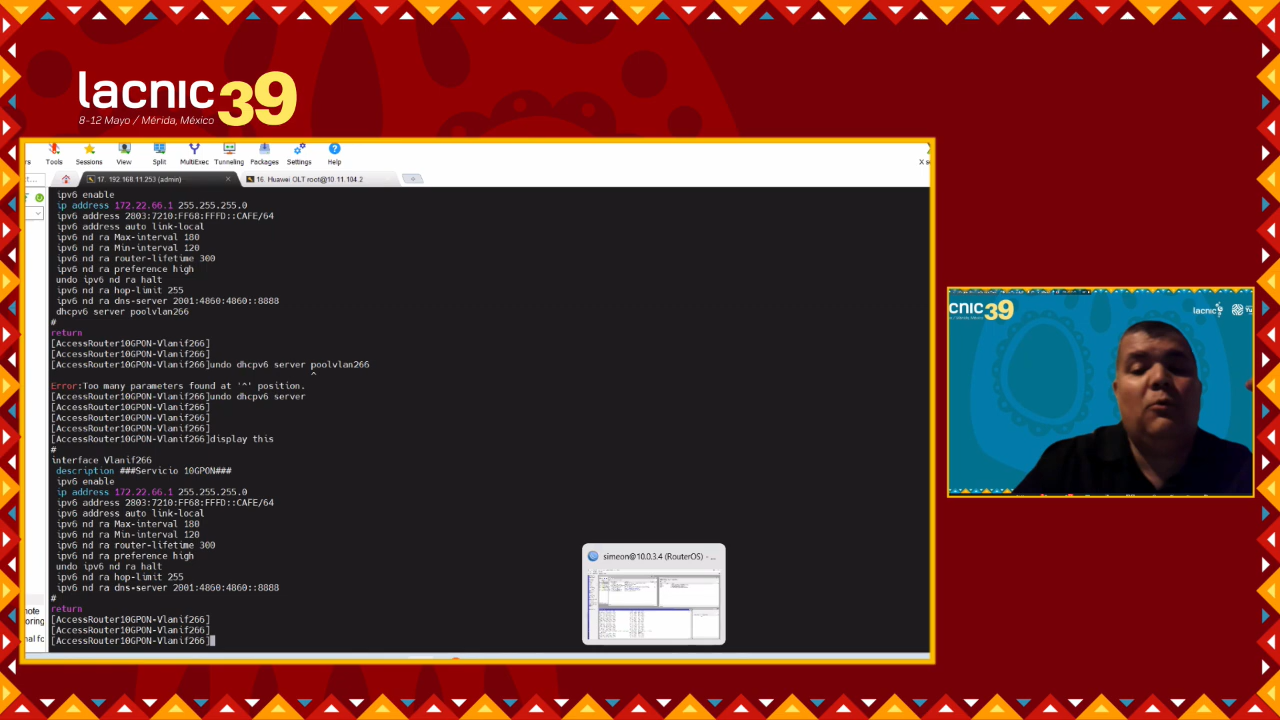 lacnic 39
8-12 Mayo / Mérida, México
Tools Sessions View Split MultiExec Tunneling Packages Settings Help
17. 192.168.11.253 (admin)
16. Huawei OLT root@10.11.104.2
ipv6 enable
ip address 172.22.66.1 255.255.255.0
ipv6 address 2803:7210:FF68:FFFD::CAFE/64
ipv6 address auto link-local
ipv6 nd ra Max-interval 180
ipv6 nd ra Min-interval 120
ipv6 nd ra router-lifetime 300
ipv6 nd ra preference high
undo ipv6 nd ra halt
ipv6 nd ra hop-limit 255
ipv6 nd ra dns-server 2001:4860:4860::8888
dhcpv6 server poolvlan266
#
return
[AccessRouter10GPON-Vlanif266]
[AccessRouter10GPON-Vlanif266]
[AccessRouter10GPON-Vlanif266]undo dhcpv6 server poolvlan266
^
Error:Too many parameters found at '^' position.
[AccessRouter10GPON-Vlanif266]undo dhcpv6 server
[AccessRouter10GPON-Vlanif266]
[AccessRouter10GPON-Vlanif266]
[AccessRouter10GPON-Vlanif266]
[AccessRouter10GPON-Vlanif266]display this
#
interface Vlanif266
description ###Servicio 10GPON###
ipv6 enable
ip address 172.22.66.1 255.255.255.0
ipv6 address 2803:7210:FF68:FFFD::CAFE/64
ipv6 address auto link-local
ipv6 nd ra Max-interval 180
ipv6 nd ra Min-interval 120
ipv6 nd ra router-lifetime 300
ipv6 nd ra preference high
undo ipv6 nd ra halt
ipv6 nd ra hop-limit 255
ipv6 nd ra dns-server 2001:4860:4860::8888
#
return
[AccessRouter10GPON-Vlanif266]
[AccessRouter10GPON-Vlanif266]
[AccessRouter10GPON-Vlanif266]
simeon@10.0.3.4 (RouterOS) - ...
cnic 39
lacnic